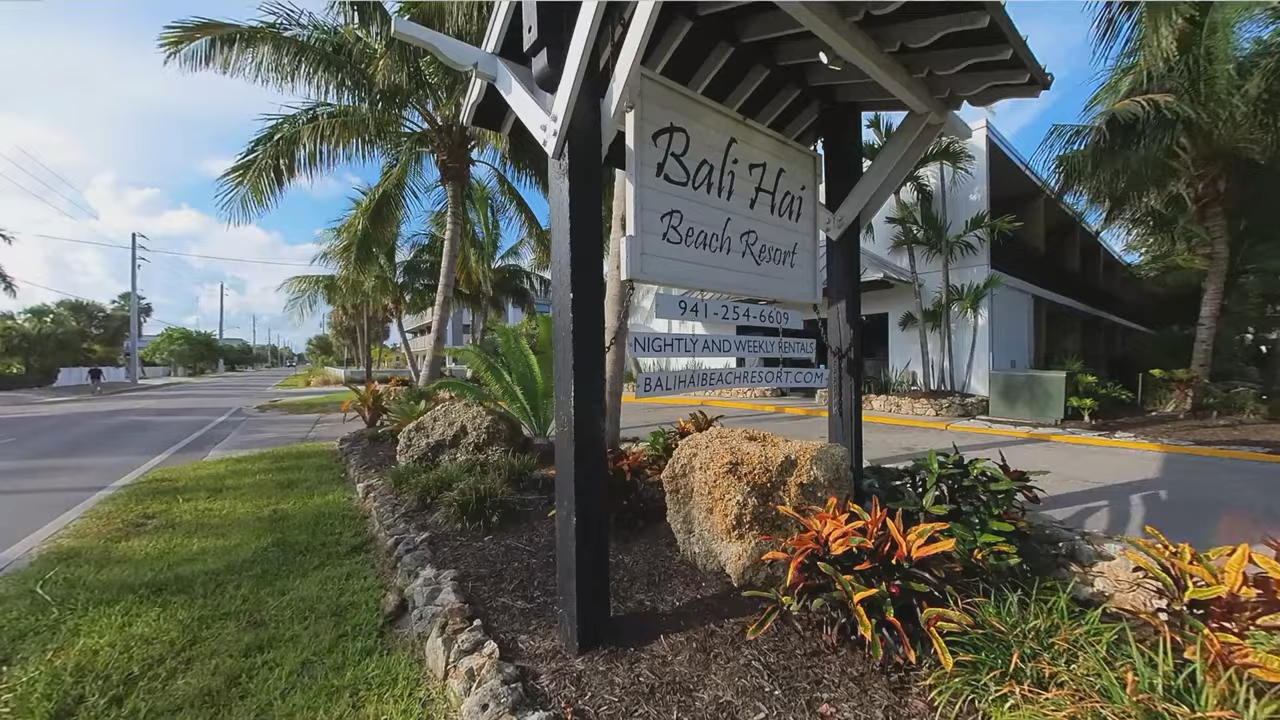 Bali Hai
Beach Resort
941-254-6609
NIGHTLY AND WEEKLY RENTALS
BALIHAIBEACHRESORT.COM